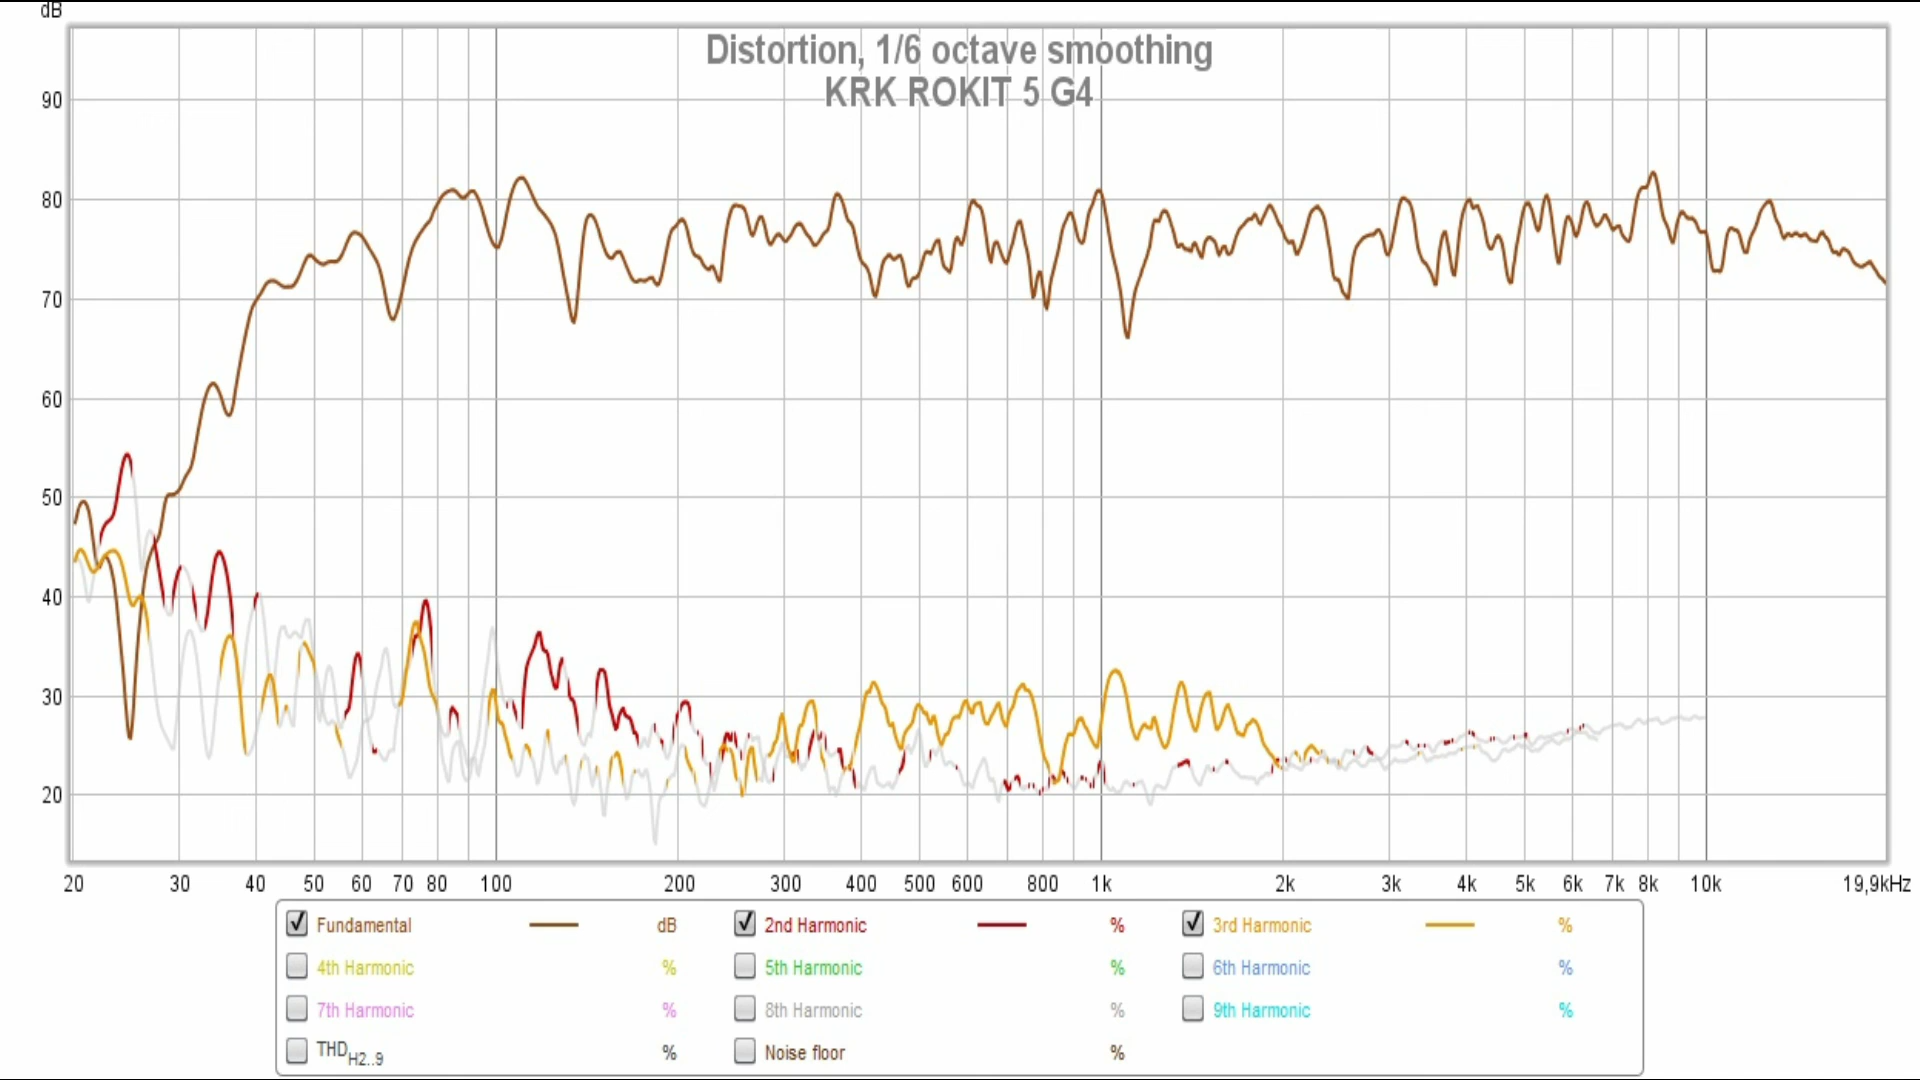 dB
Distortion, 1/6 octave smoothing
KRK ROKIT 5 G4
90
80
70
60
50
40
30
20
20 30 40 50 60 70 80 100 200 300 400 500 600 800 1k 2k 3k 4k 5k 6k 7k 8k 10k 19,9kHz
Fundamental dB 2nd Harmonic % 3rd Harmonic %
4th Harmonic % 5th Harmonic % 6th Harmonic %
7th Harmonic % 8th Harmonic % 9th Harmonic %
THD H2..9 % Noise floor %